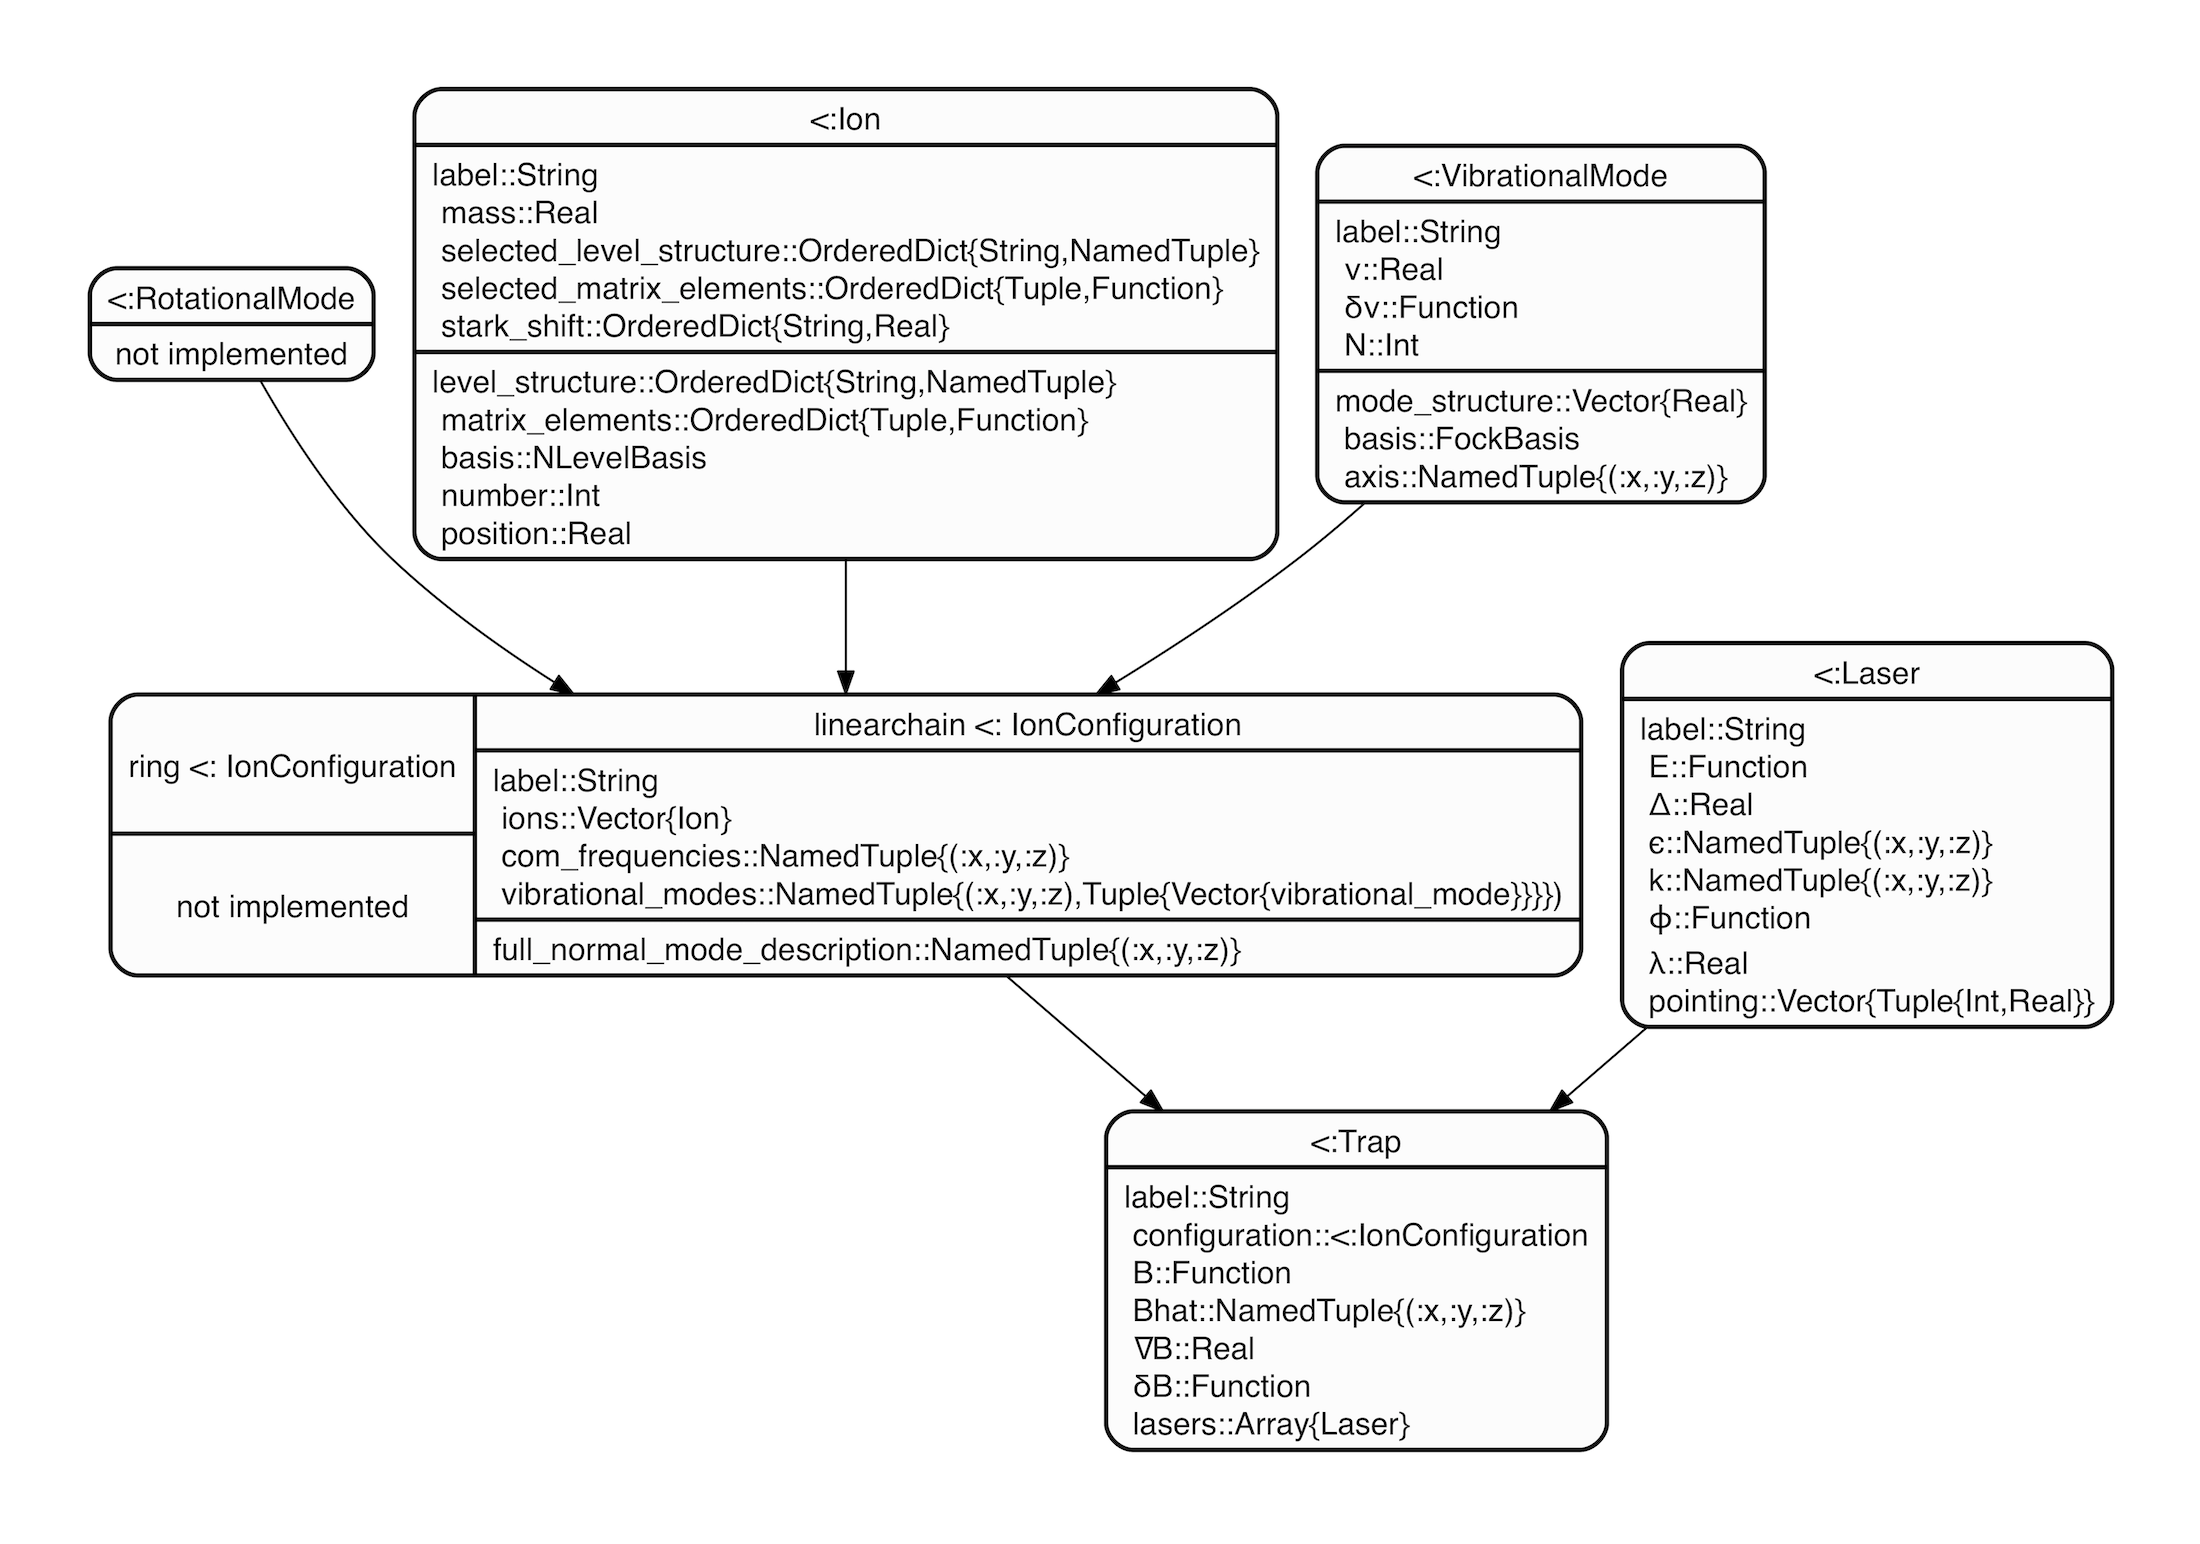 <:Ion
label::String
mass::Real
selected_level_structure::OrderedDict{String,NamedTuple}
selected_matrix_elements::OrderedDict{Tuple,Function}
stark_shift::OrderedDict{String,Real}
level_structure::OrderedDict{String,NamedTuple}
matrix_elements::OrderedDict{Tuple,Function}
basis::NLevelBasis
number::Int
position::Real
<:VibrationalMode
label::String
ν::Real
δν::Function
N::Int
mode_structure::Vector{Real}
basis::FockBasis
axis::NamedTuple{(:x,:y,:z)}
<:RotationalMode
not implemented
ring <: IonConfiguration
not implemented
linearchain <: IonConfiguration
label::String
ions::Vector{Ion}
com_frequencies::NamedTuple{(:x,:y,:z)}
vibrational_modes::NamedTuple{(:x,:y,:z),Tuple{Vector{vibrational_mode}}}})
full_normal_mode_description::NamedTuple{(:x,:y,:z)}
<:Laser
label::String
E::Function
Δ::Real
ϵ::NamedTuple{(:x,:y,:z)}
k::NamedTuple{(:x,:y,:z)}
ϕ::Function
λ::Real
pointing::Vector{Tuple{Int,Real}}
<:Trap
label::String
configuration::<:IonConfiguration
B::Function
Bhat::NamedTuple{(:x,:y,:z)}
∇B::Real
δB::Function
lasers::Array{Laser}